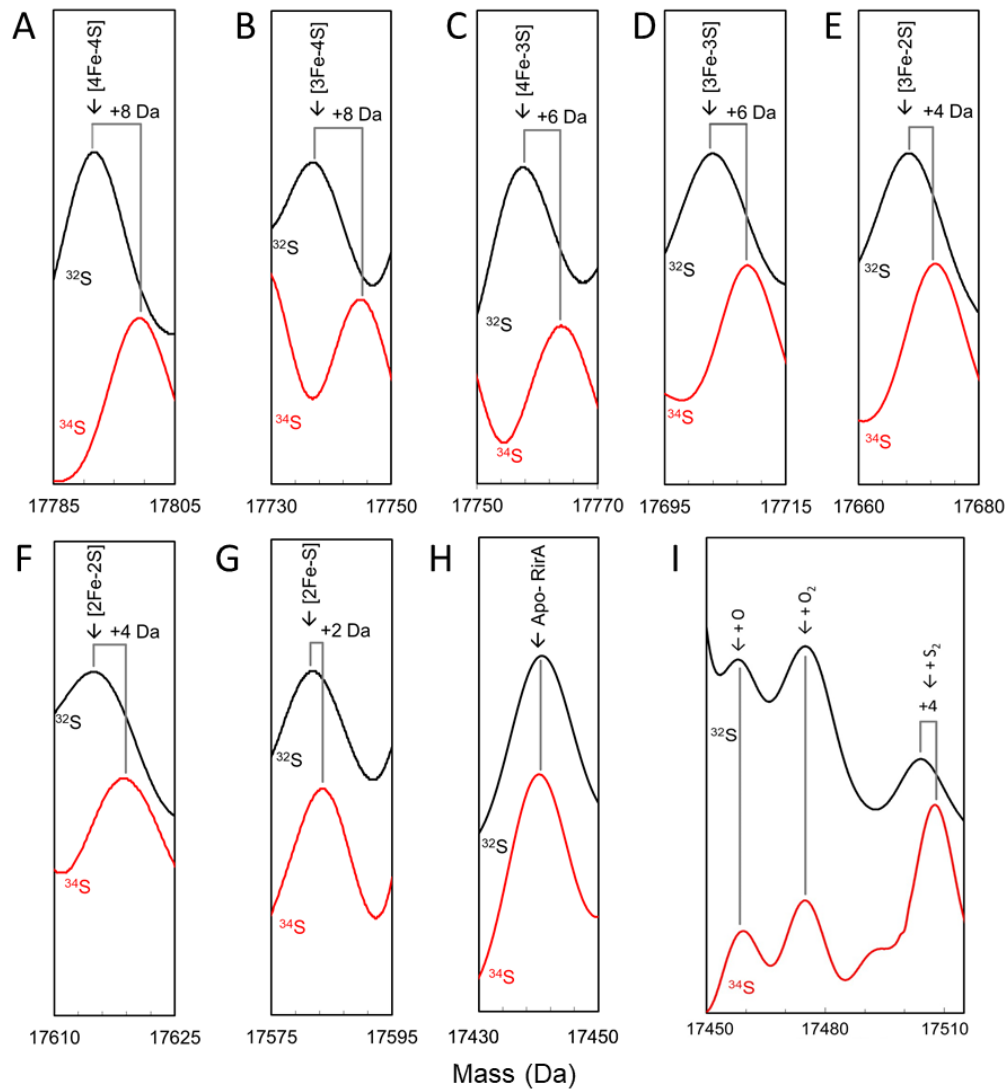 A
↓ [4Fe-4S]
+8 Da
³²S
³⁴S
17785 17805
B
↓ [3Fe-4S]
+8 Da
³²S
³⁴S
17730 17750
C
↓ [4Fe-3S]
+6 Da
³²S
³⁴S
17750 17770
D
↓ [3Fe-3S]
+6 Da
³²S
³⁴S
17695 17715
E
↓ [3Fe-2S]
+4 Da
³²S
³⁴S
17660 17680
F
↓ [2Fe-2S]
+4 Da
³²S
³⁴S
17610 17625
G
↓ [2Fe-S]
+2 Da
³²S
³⁴S
17575 17595
H
↓ Apo- RirA
³²S
³⁴S
17430 17450
I
↓ + O
↓ + O₂
↓ + S₂
+4
³²S
³⁴S
17450 17480 17510
Mass (Da)